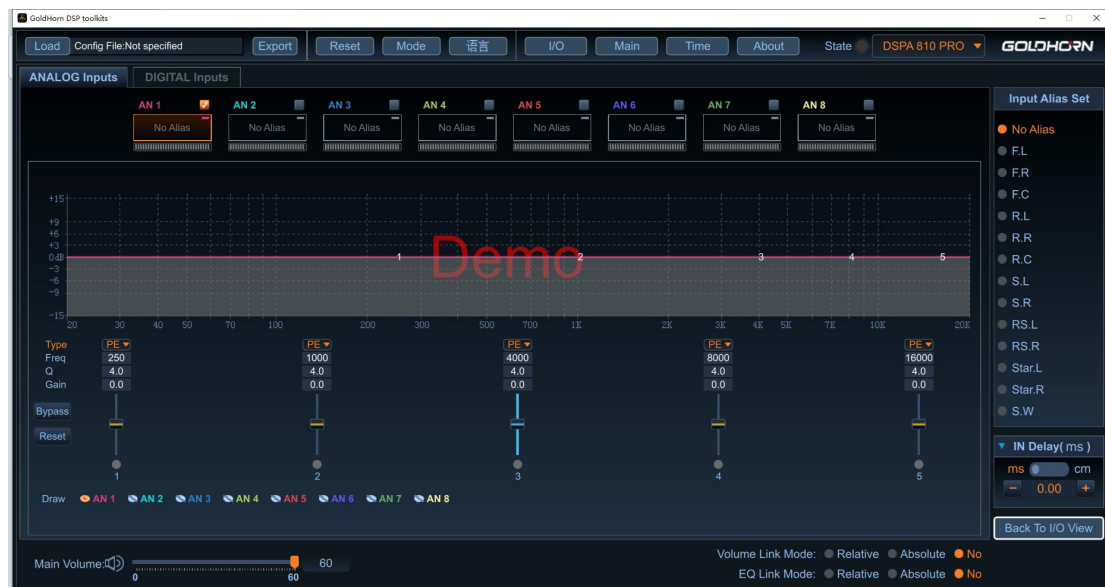 GoldHorn DSP toolkits
Load Config File:Not specified Export Reset Mode 语言 I/O Main Time About State DSPA 810 PRO GOLDHORN
ANALOG Inputs DIGITAL Inputs
AN 1 AN 2 AN 3 AN 4 AN 5 AN 6 AN 7 AN 8
No Alias No Alias No Alias No Alias No Alias No Alias No Alias No Alias
+15
+9
+6
+3
0dB
-3
-6
-9
-15
1 2 3 4 5
Demo
20 30 40 50 70 100 200 300 500 700 1K 2K 3K 4K 5K 7K 10K 20K
Type PE PE PE PE PE
Freq 250 1000 4000 8000 16000
Q 4.0 4.0 4.0 4.0 4.0
Gain 0.0 0.0 0.0 0.0 0.0
Bypass
Reset
1 2 3 4 5
Draw AN 1 AN 2 AN 3 AN 4 AN 5 AN 6 AN 7 AN 8
Main Volume: 60
0 60
Input Alias Set
No Alias
F.L
F.R
F.C
R.L
R.R
R.C
S.L
S.R
RS.L
RS.R
Star.L
Star.R
S.W
IN Delay( ms )
ms cm
− 0.00 +
Back To I/O View
Volume Link Mode: Relative Absolute No
EQ Link Mode: Relative Absolute No